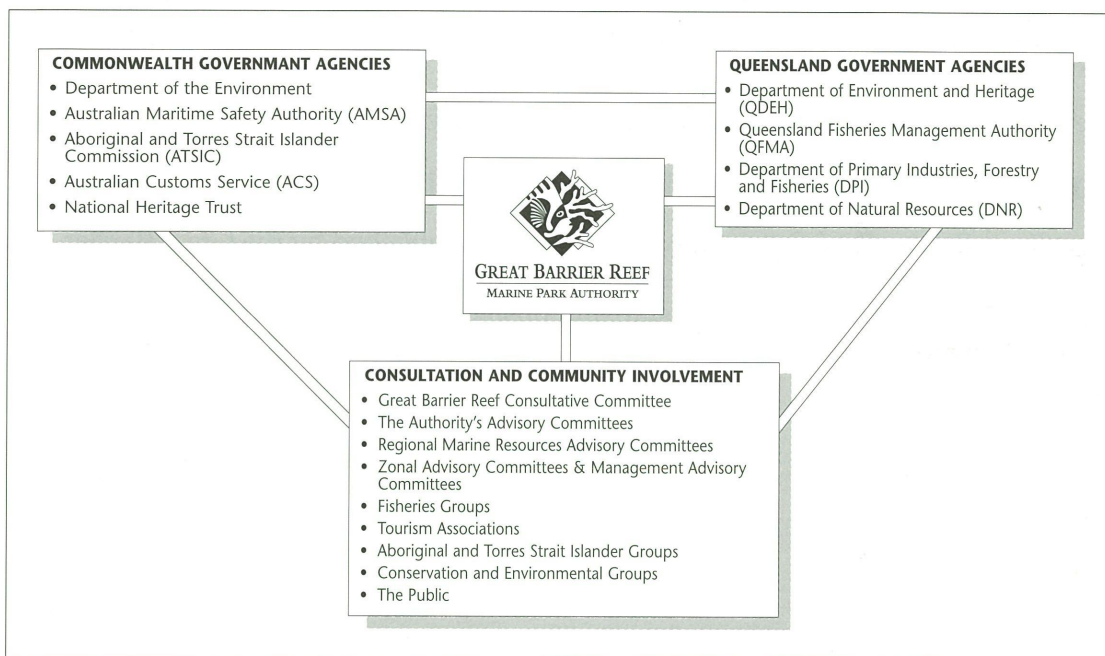 COMMONWEALTH GOVERNMANT AGENCIES
• Department of the Environment
• Australian Maritime Safety Authority (AMSA)
• Aboriginal and Torres Strait Islander
Commission (ATSIC)
• Australian Customs Service (ACS)
• National Heritage Trust
QUEENSLAND GOVERNMENT AGENCIES
• Department of Environment and Heritage
(QDEH)
• Queensland Fisheries Management Authority
(QFMA)
• Department of Primary Industries, Forestry
and Fisheries (DPI)
• Department of Natural Resources (DNR)
GREAT BARRIER REEF
MARINE PARK AUTHORITY
CONSULTATION AND COMMUNITY INVOLVEMENT
• Great Barrier Reef Consultative Committee
• The Authority's Advisory Committees
• Regional Marine Resources Advisory Committees
• Zonal Advisory Committees & Management Advisory
Committees
• Fisheries Groups
• Tourism Associations
• Aboriginal and Torres Strait Islander Groups
• Conservation and Environmental Groups
• The Public